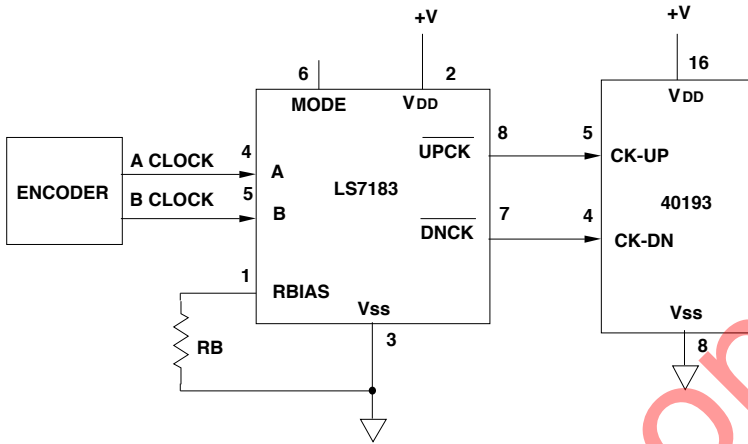 +V
+V
6
2
16
MODE
VDD
VDD
ENCODER
A CLOCK
4
A
B CLOCK
5
B
LS7183
UPCK
8
5
CK-UP
40193
DNCK
7
4
CK-DN
1
RBIAS
Vss
Vss
RB
3
8